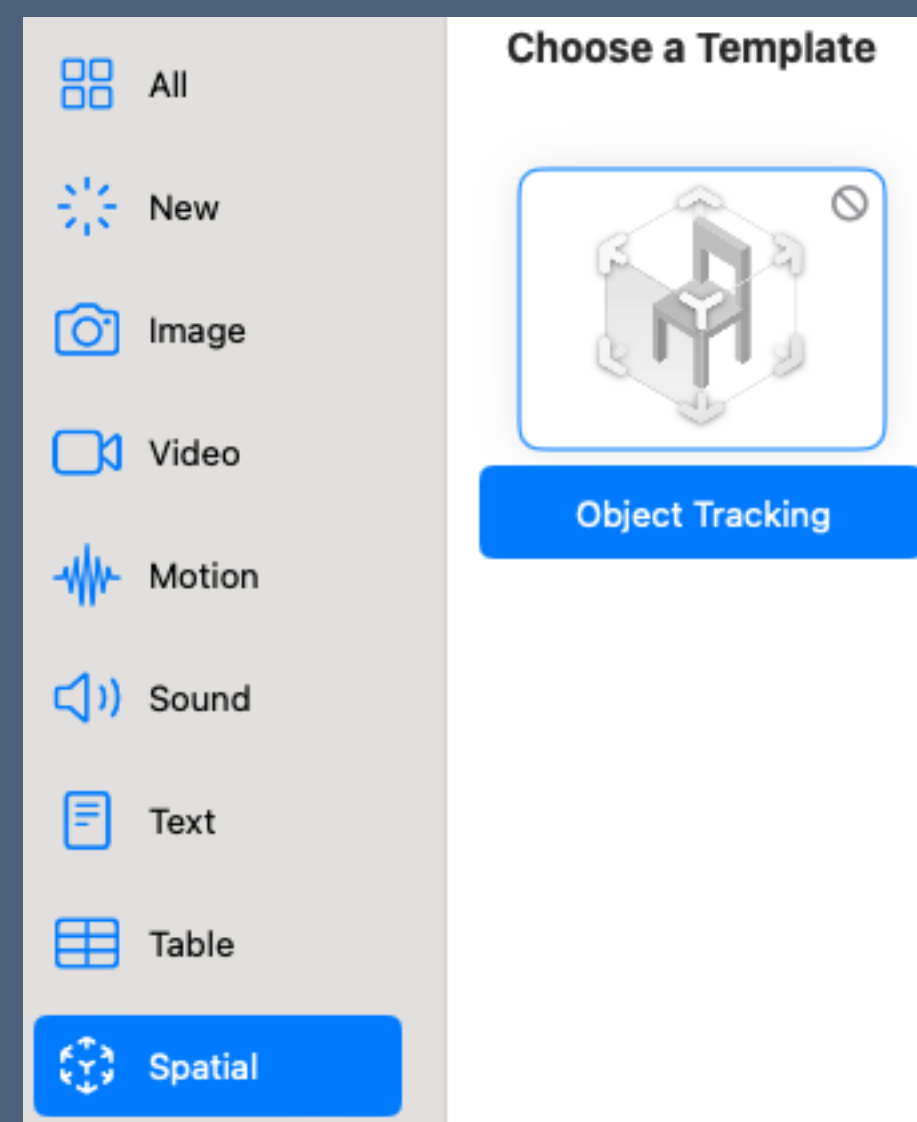 All
New
Image
Video
Motion
Sound
Text
Table
Spatial
Choose a Template
Object Tracking